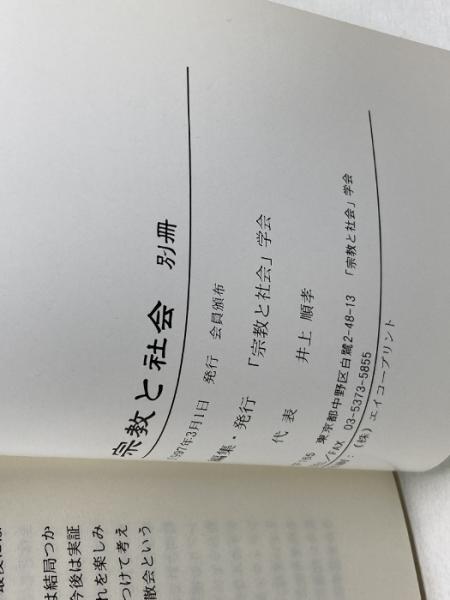 宗教と社会 別冊
1997年3月1日 発行 会員頒布
編集・発行 「宗教と社会」学会
代表 井上 順孝
東京都中野区白鷺2-48-13 「宗教と社会」学会
/FAX 03-5373-5855
(株)エイコープリント
は結局つか
今後は実証
れを楽しみ
つけて考え
散会という